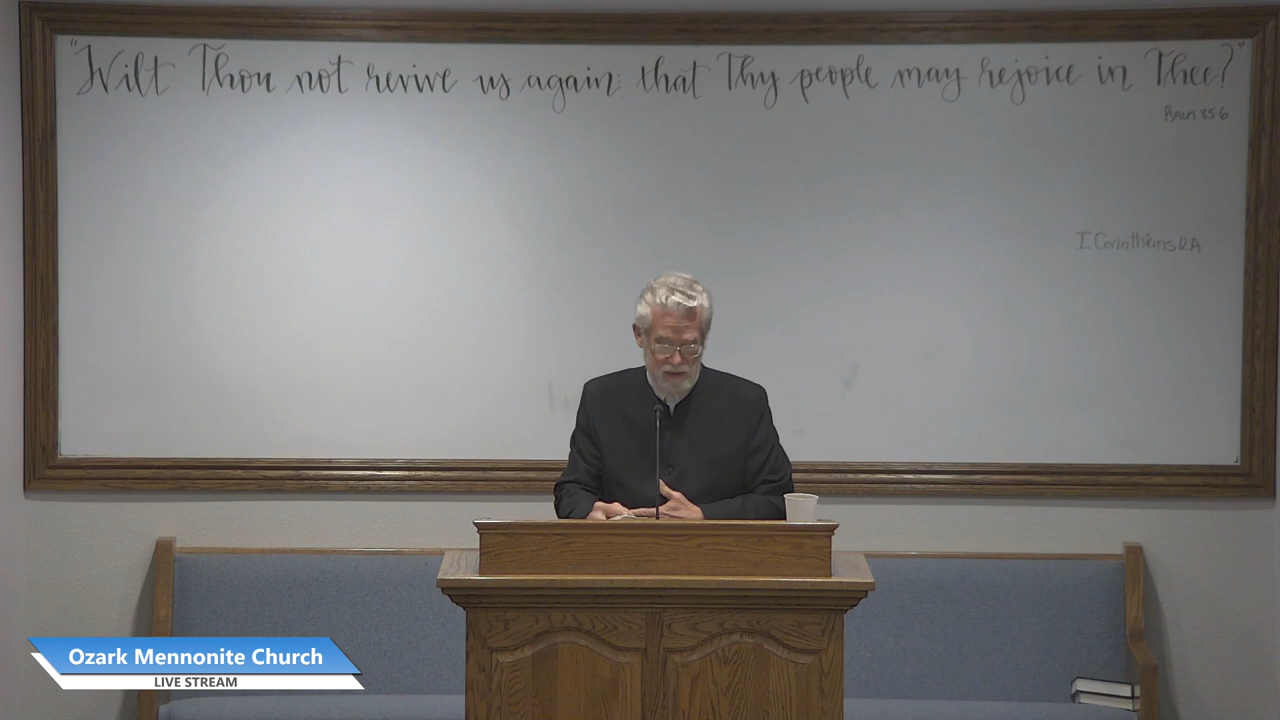 "Wilt Thou not revive us again: that Thy people may rejoice in Thee?"
Psalm 85:6
I Corinthians
Ozark Mennonite Church
LIVE STREAM